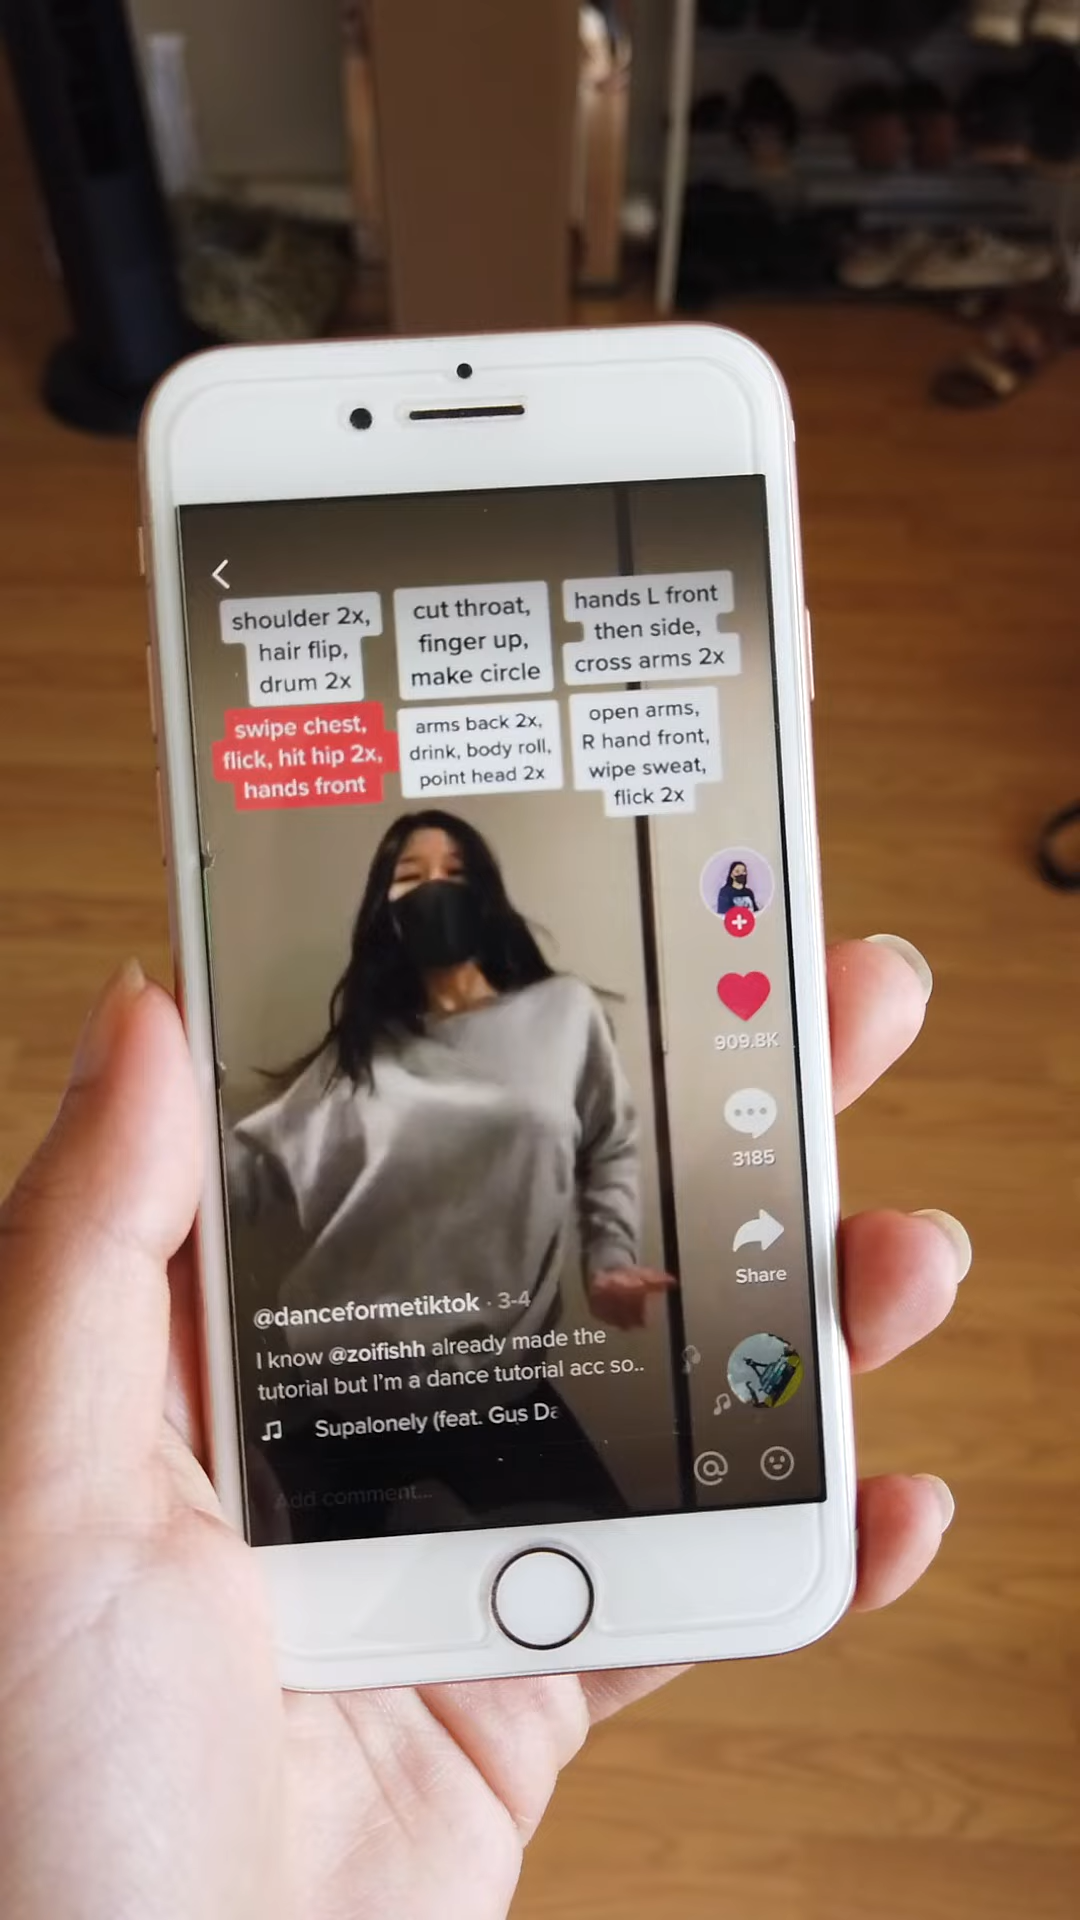 shoulder 2x,
hair flip,
drum 2x
cut throat,
finger up,
make circle
hands L front
then side,
cross arms 2x
swipe chest,
flick, hit hip 2x,
hands front
arms back 2x,
drink, body roll,
point head 2x
open arms,
R hand front,
wipe sweat,
flick 2x
909.8K
3185
Share
@danceformetiktok · 3-4
I know @zoifishh already made the
tutorial but I'm a dance tutorial acc so..
Supalonely (feat. Gus Da
Add comment...